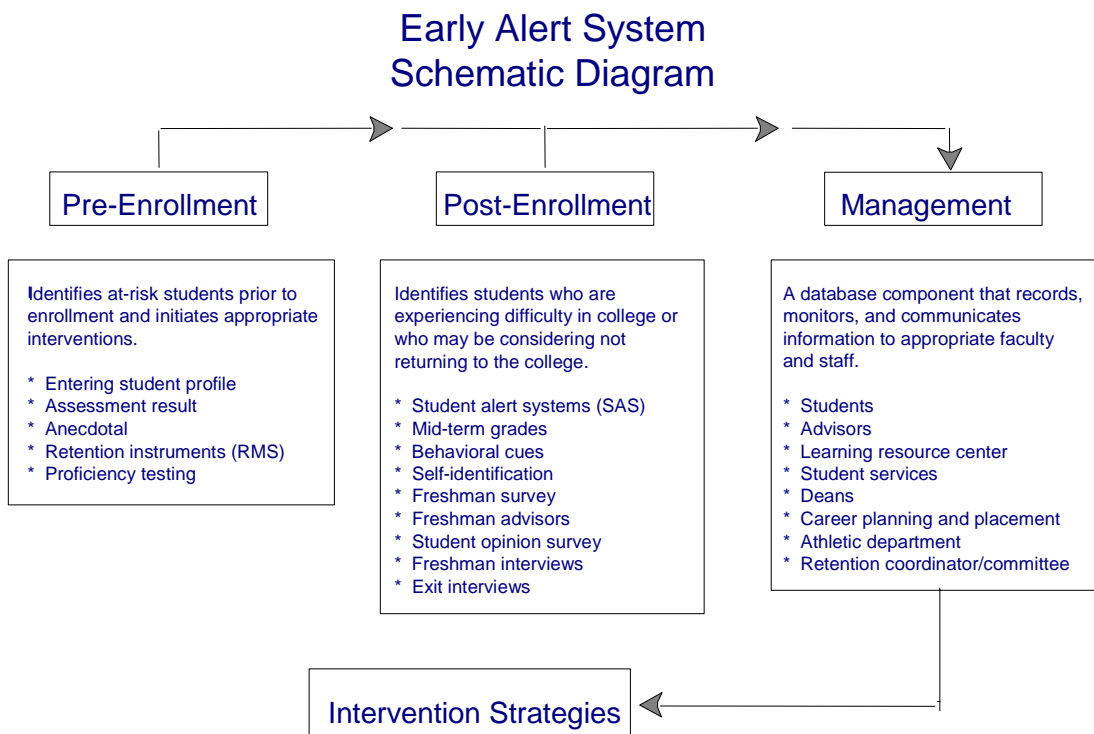 Early Alert System
Schematic Diagram
Pre-Enrollment
Post-Enrollment
Management
Identifies at-risk students prior to
enrollment and initiates appropriate
interventions.
* Entering student profile
* Assessment result
* Anecdotal
* Retention instruments (RMS)
* Proficiency testing
Identifies students who are
experiencing difficulty in college or
who may be considering not
returning to the college.
* Student alert systems (SAS)
* Mid-term grades
* Behavioral cues
* Self-identification
* Freshman survey
* Freshman advisors
* Student opinion survey
* Freshman interviews
* Exit interviews
A database component that records,
monitors, and communicates
information to appropriate faculty
and staff.
* Students
* Advisors
* Learning resource center
* Student services
* Deans
* Career planning and placement
* Athletic department
* Retention coordinator/committee
Intervention Strategies